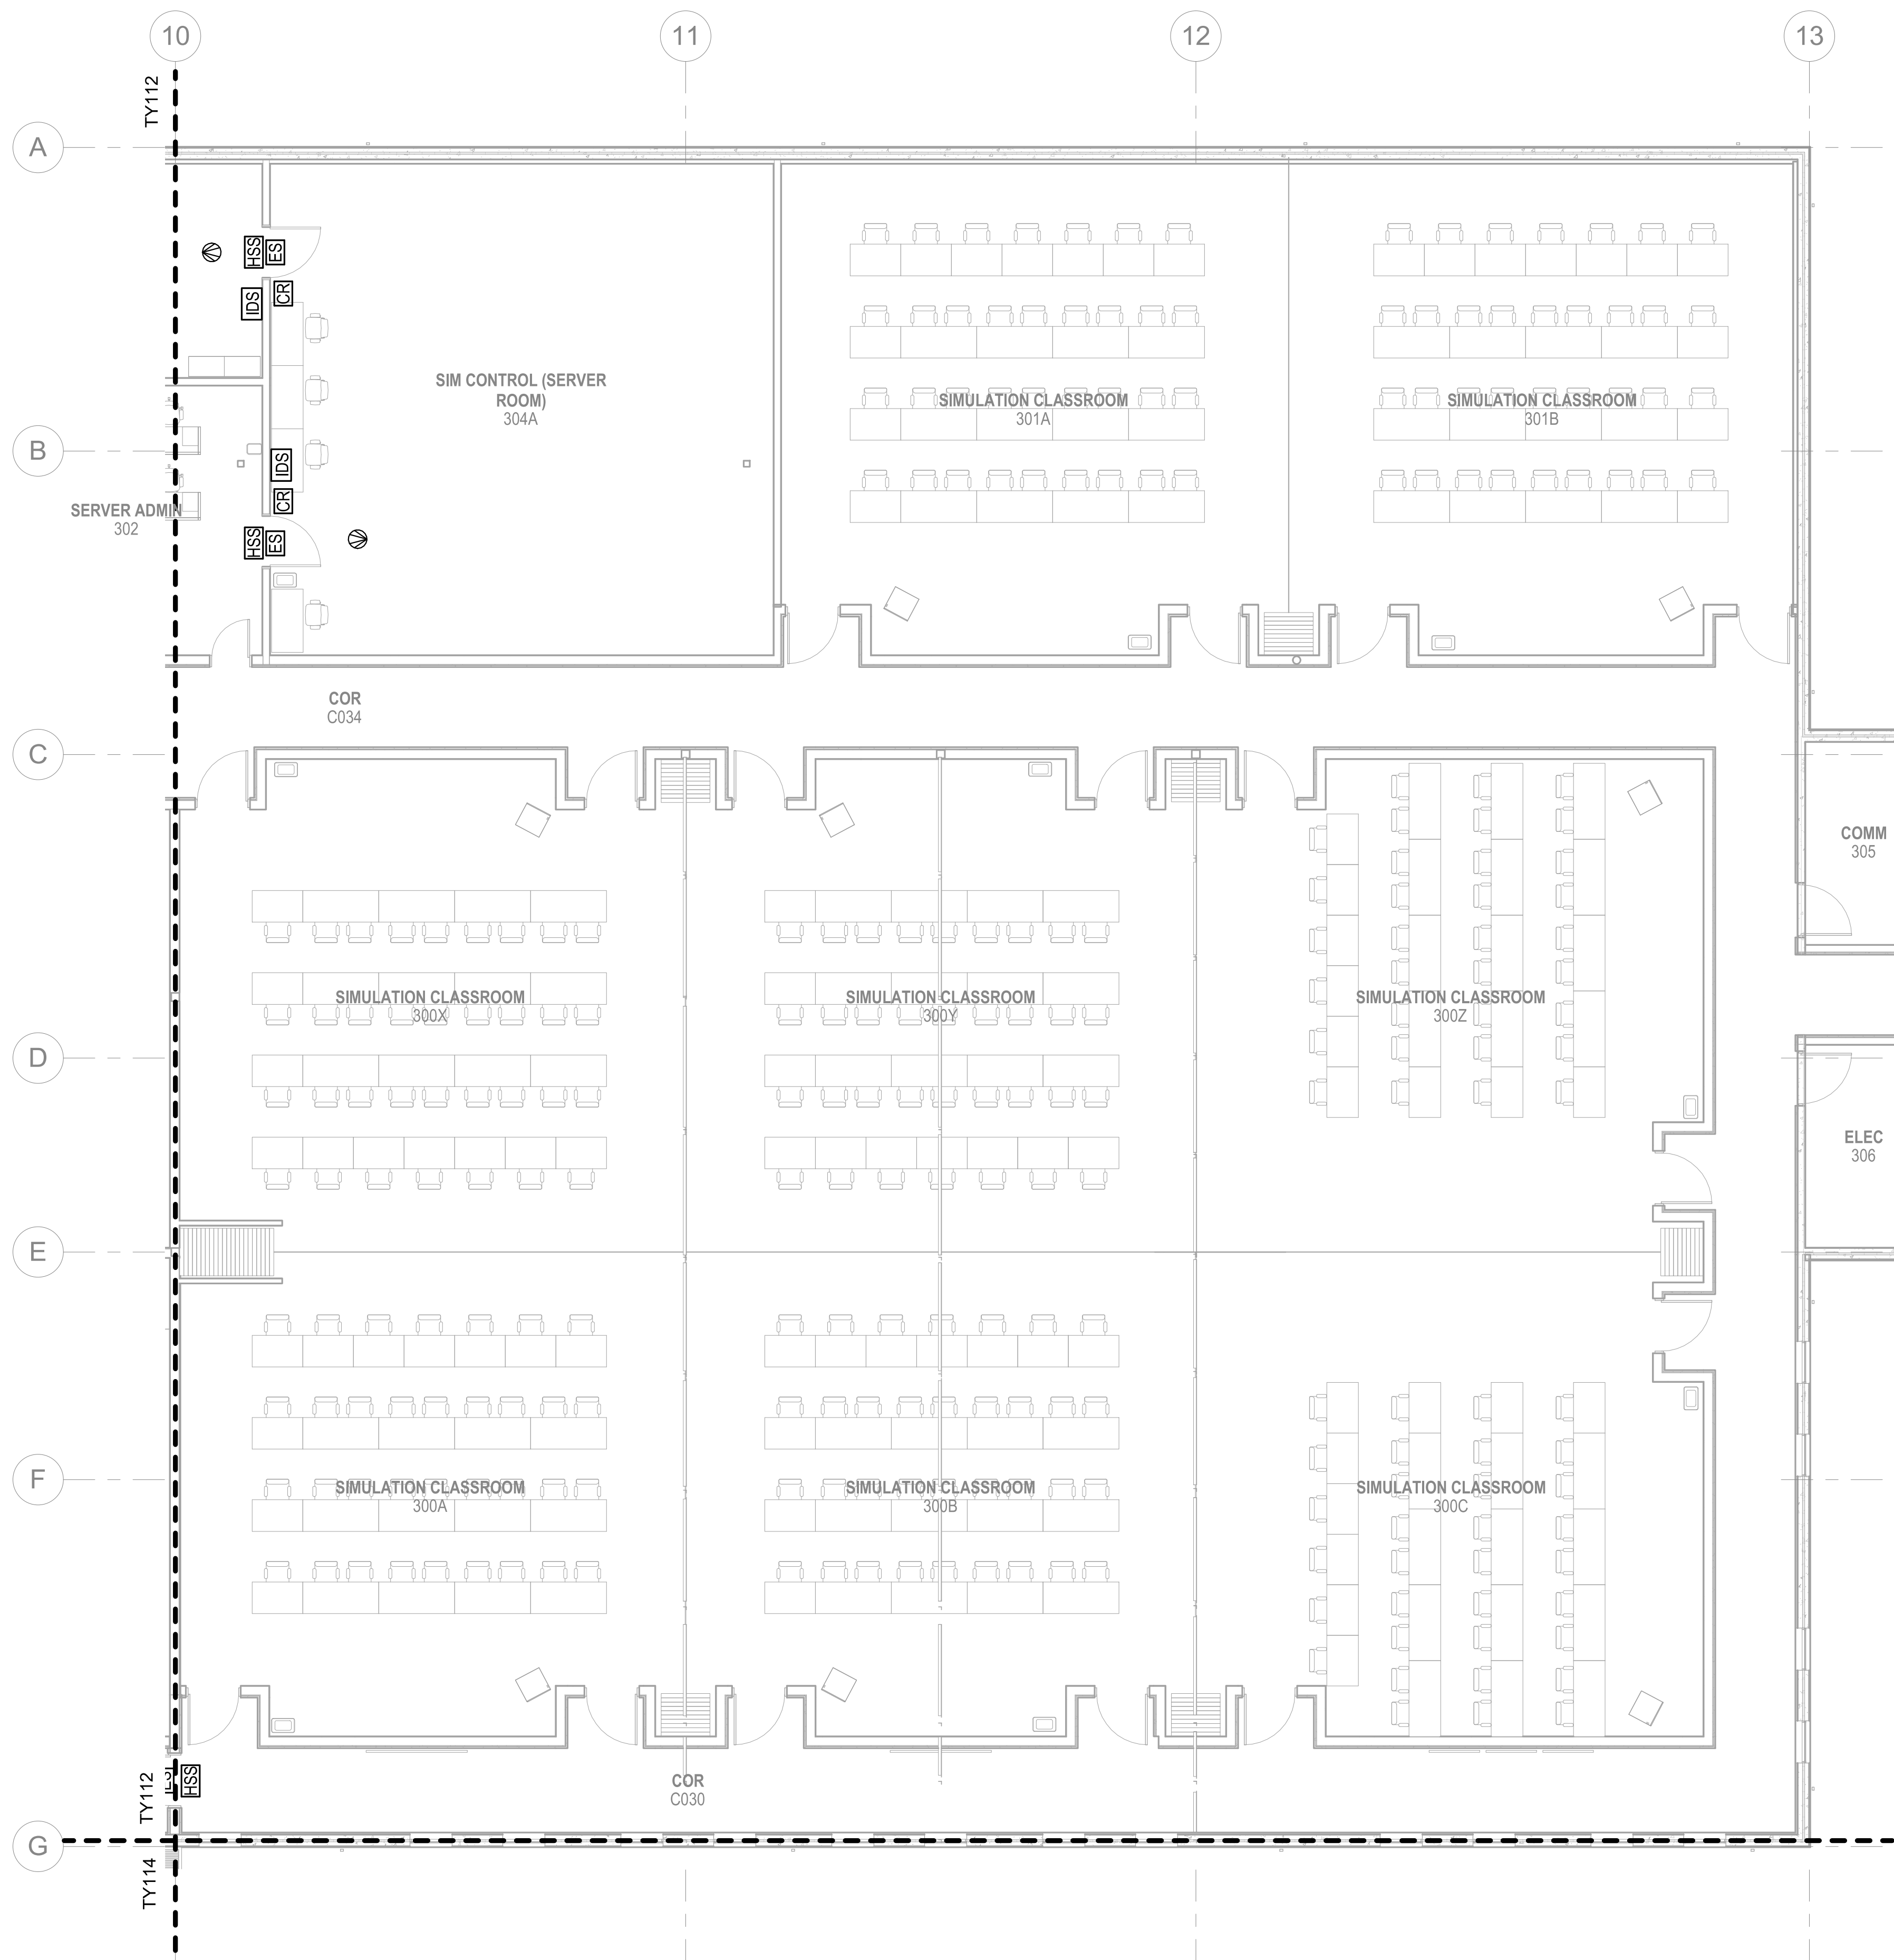 10
11
12
13
TY112
A
HSS
ES
IDS
CR
SIM CONTROL (SERVER
ROOM)
304A
SIMULATION CLASSROOM
301A
SIMULATION CLASSROOM
301B
B
IDS
CR
SERVER ADMIN
302
HSS
ES
COR
C034
C
COMM
305
SIMULATION CLASSROOM
300X
SIMULATION CLASSROOM
300Y
SIMULATION CLASSROOM
300Z
D
ELEC
306
E
F
SIMULATION CLASSROOM
300A
SIMULATION CLASSROOM
300B
SIMULATION CLASSROOM
300C
TY112
HSS
COR
C030
G
TY114